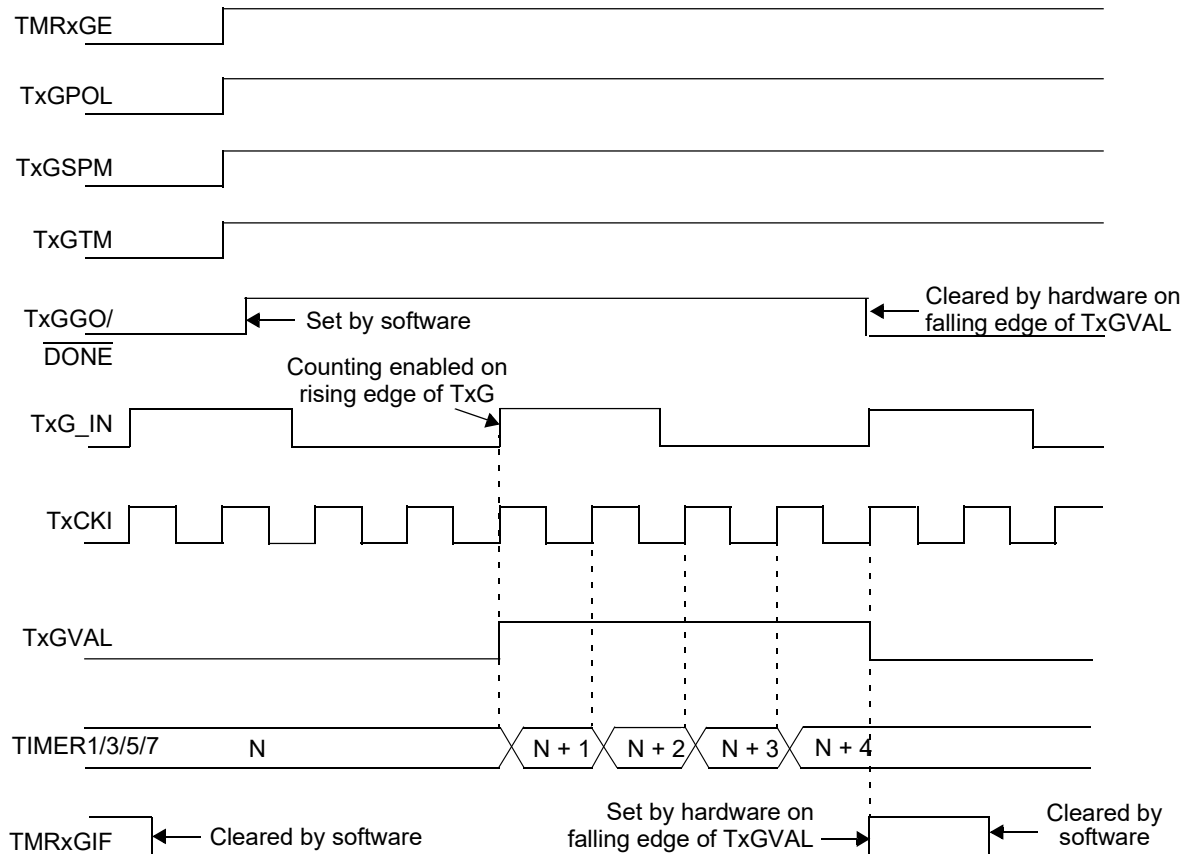 TMRxGE
TxGPOL
TxGSPM
TxGTM
TxGGO/
DONE
Set by software
Cleared by hardware on
falling edge of TxGVAL
Counting enabled on
rising edge of TxG
TxG_IN
TxCKI
TxGVAL
TIMER1/3/5/7
N
N + 1
N + 2
N + 3
N + 4
TMRxGIF
Cleared by software
Set by hardware on
falling edge of TxGVAL
Cleared by
software